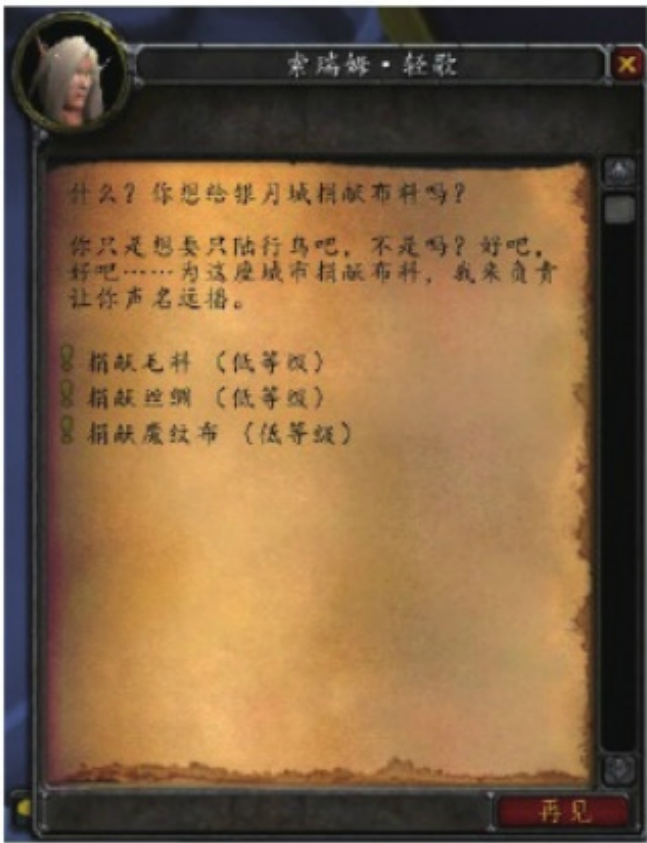 索瑞姆·轻歌
什么？你想给银月城捐献布料吗？
你只是想要只陆行鸟吧，不是吗？好吧，
好吧……为这座城市捐献布料，我来负责
让你声名远播。
捐献毛料（低等级）
捐献丝绸（低等级）
捐献魔纹布（低等级）
再见